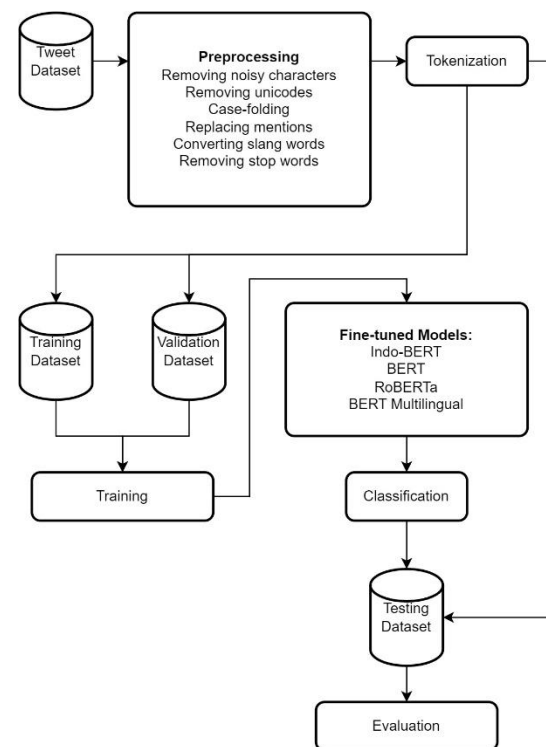 Tweet
Dataset
Preprocessing
Removing noisy characters
Removing unicodes
Case-folding
Replacing mentions
Converting slang words
Removing stop words
Tokenization
Training
Dataset
Validation
Dataset
Fine-tuned Models:
Indo-BERT
BERT
RoBERTa
BERT Multilingual
Training
Classification
Testing
Dataset
Evaluation